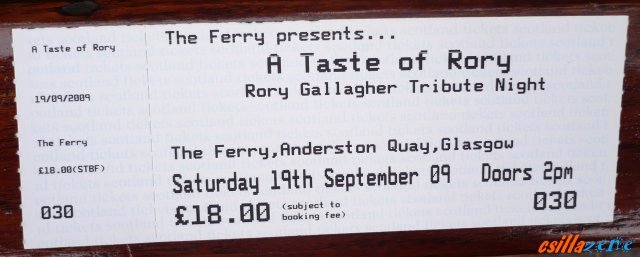 A Taste of Rory
19/09/2009
The Ferry
£18.00(STBF)
030
The Ferry presents...
A Taste of Rory
Rory Gallagher Tribute Night
The Ferry,Anderston Quay,Glasgow
Saturday 19th September 09 Doors 2pm
£18.00 (subject to
booking fee) 030
csillazene